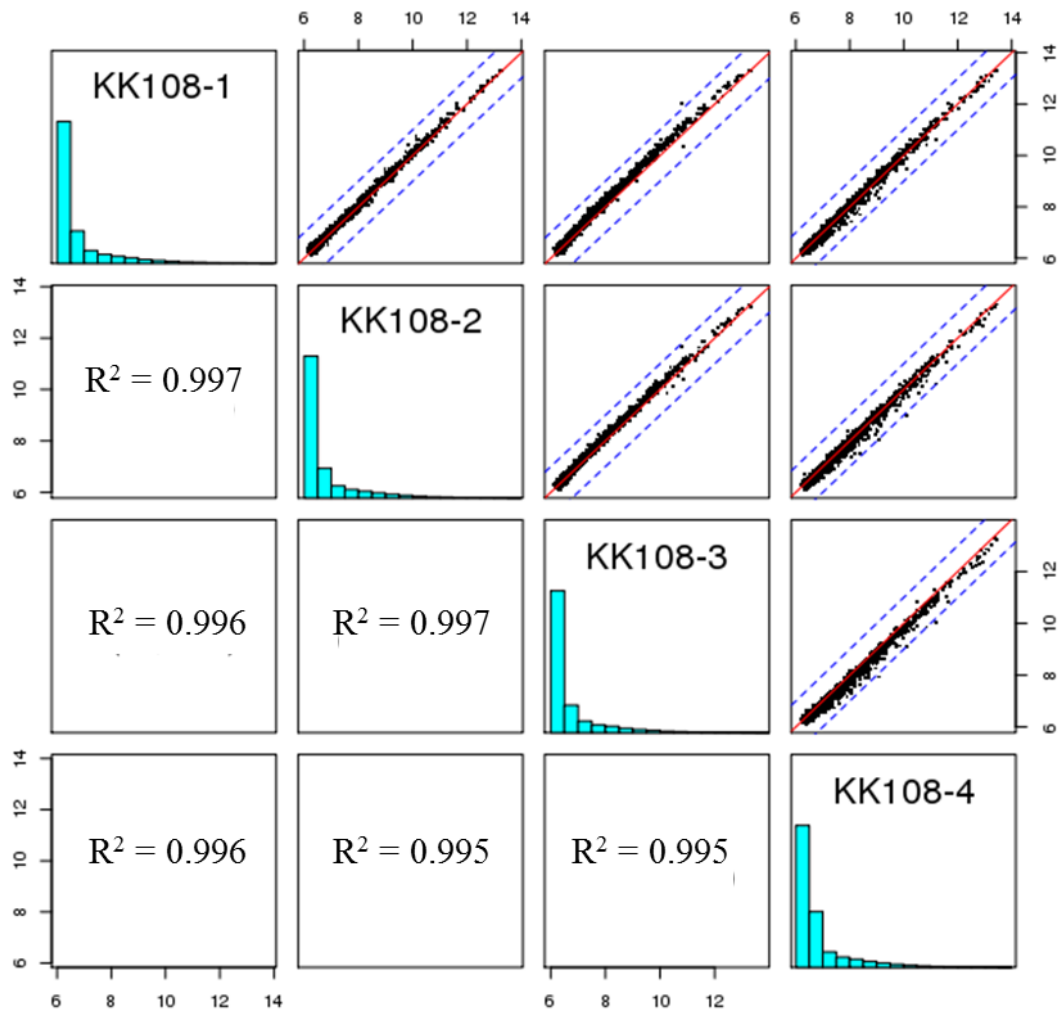 6 8 10 12 14 6 8 10 12 14
KK108-1
6 8 10 12 14
6 8 10 12 14
R² = 0.997
KK108-2
R² = 0.996
R² = 0.997
KK108-3
6 8 10 12
6 8 10 12 14
R² = 0.996
R² = 0.995
R² = 0.995
KK108-4
6 8 10 12 14 6 8 10 12